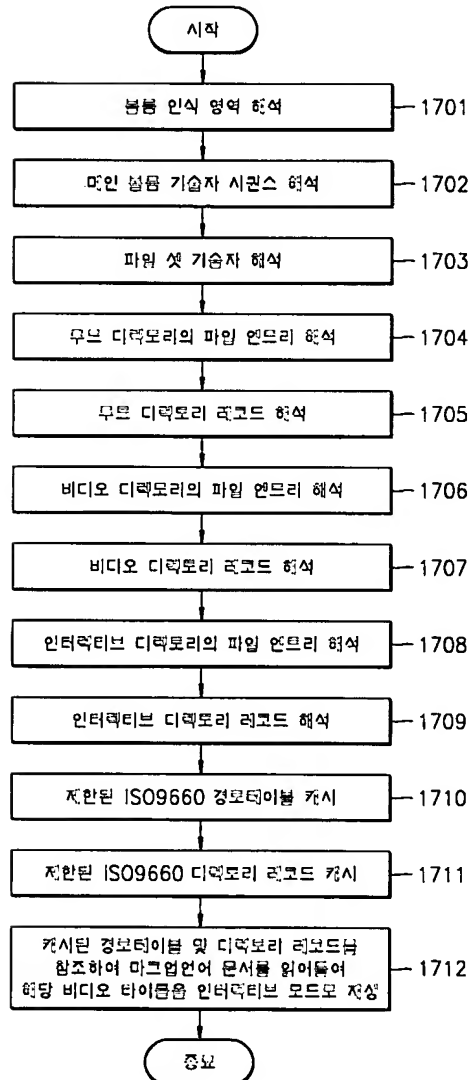 시작
볼륨 인식 영역 해석
1701
메인 볼륨 기술자 시퀀스 해석
1702
파일 셋 기술자 해석
1703
루트 디렉토리의 파일 엔트리 해석
1704
루트 디렉토리 레코드 해석
1705
비디오 디렉토리의 파일 엔트리 해석
1706
비디오 디렉토리 레코드 해석
1707
인터랙티브 디렉토리의 파일 엔트리 해석
1708
인터랙티브 디렉토리 레코드 해석
1709
제한된 ISO9660 경로테이블 캐시
1710
제한된 ISO9660 디렉토리 레코드 캐시
1711
캐시된 경로테이블 및 디렉토리 레코드를
참조하여 마크업언어 문서를 읽어들여
해당 비디오 타이틀을 인터랙티브 모드로 재생
1712
종료